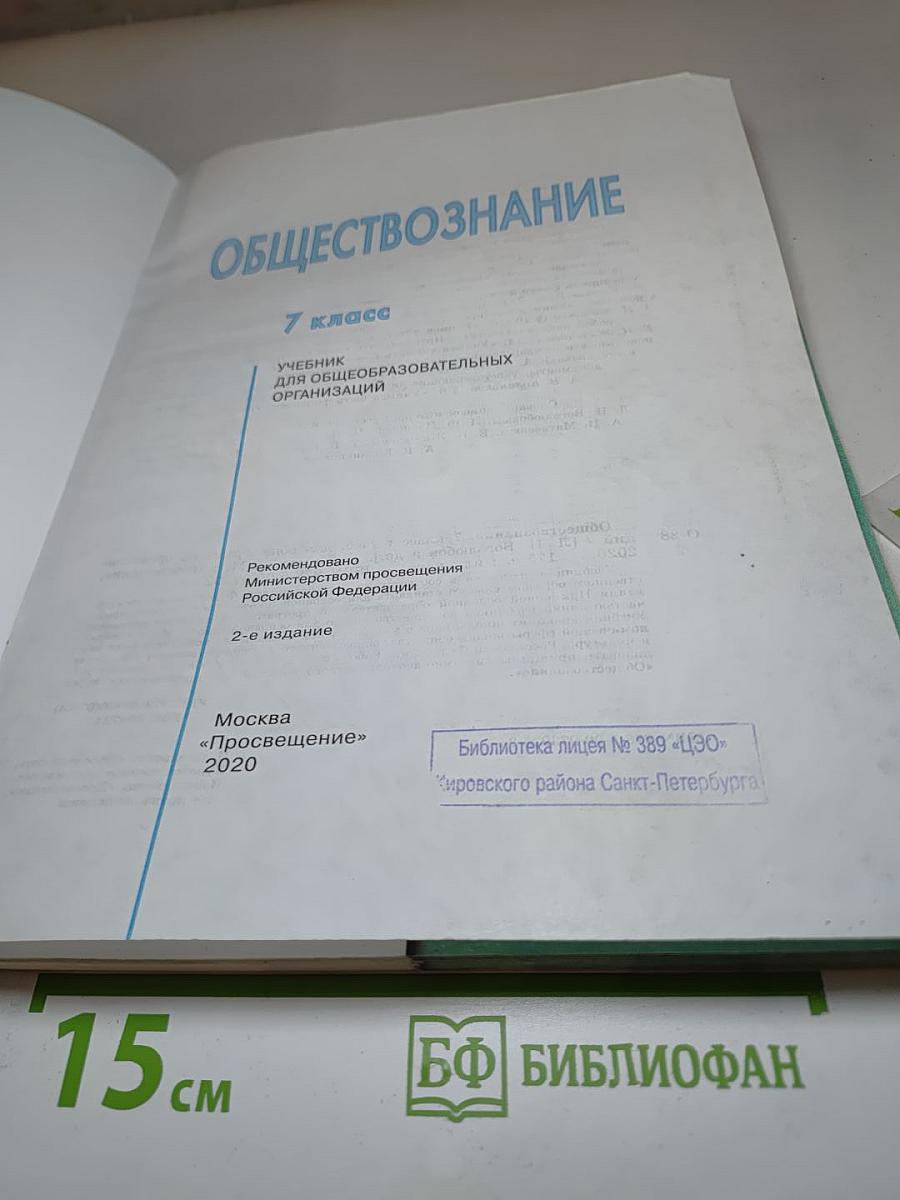 ОБЩЕСТВОЗНАНИЕ
7 класс
УЧЕБНИК
ДЛЯ ОБЩЕОБРАЗОВАТЕЛЬНЫХ
ОРГАНИЗАЦИЙ
Рекомендовано
Министерством просвещения
Российской Федерации
2-е издание
Москва
«Просвещение»
2020
Библиотека лицея № 389 «ЦЭО»
Кировского района Санкт-Петербурга
15 см
БФ БИБЛИОФАН